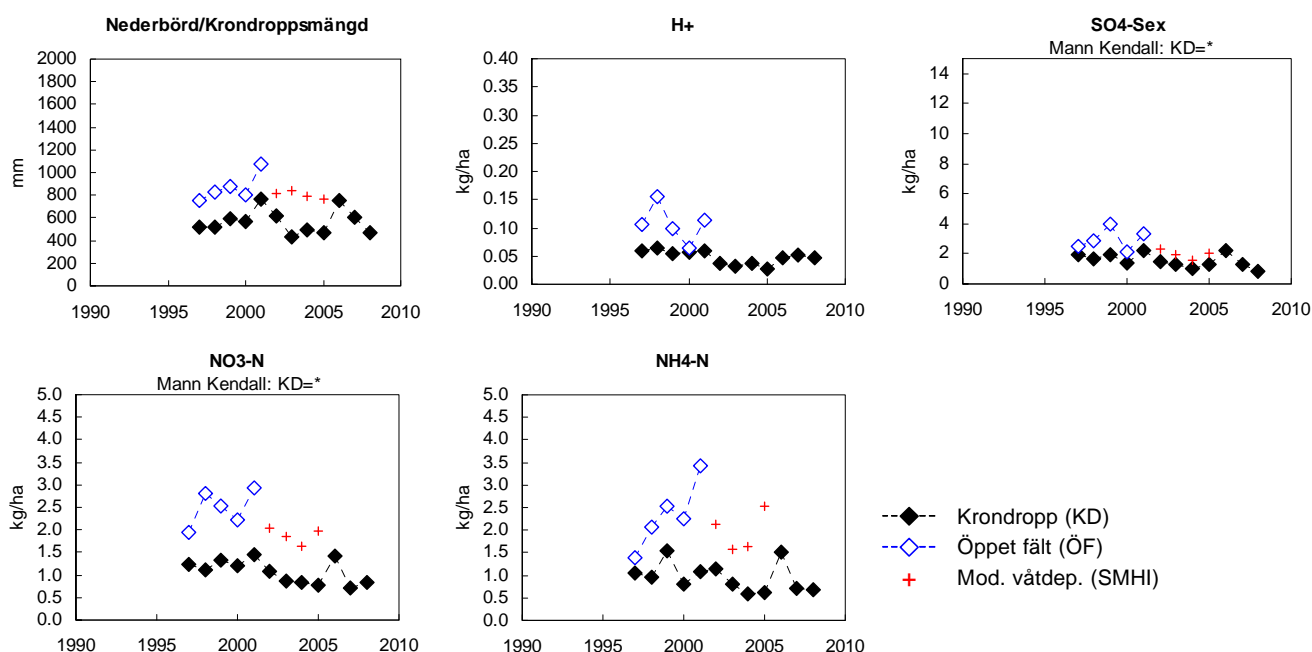 Nederbörd/Krondroppsmängd
2000
1800
1600
1400
1200
1000
800
600
400
200
0
mm
1990 1995 2000 2005 2010
H+
0.40
0.35
0.30
0.25
0.20
0.15
0.10
0.05
0.00
kg/ha
1990 1995 2000 2005 2010
SO4-Sex
Mann Kendall: KD=*
14
12
10
8
6
4
2
0
kg/ha
1990 1995 2000 2005 2010
NO3-N
Mann Kendall: KD=*
5.0
4.5
4.0
3.5
3.0
2.5
2.0
1.5
1.0
0.5
0.0
kg/ha
1990 1995 2000 2005 2010
NH4-N
5.0
4.5
4.0
3.5
3.0
2.5
2.0
1.5
1.0
0.5
0.0
kg/ha
1990 1995 2000 2005 2010
Krondropp (KD)
Öppet fält (ÖF)
Mod. våtdep. (SMHI)